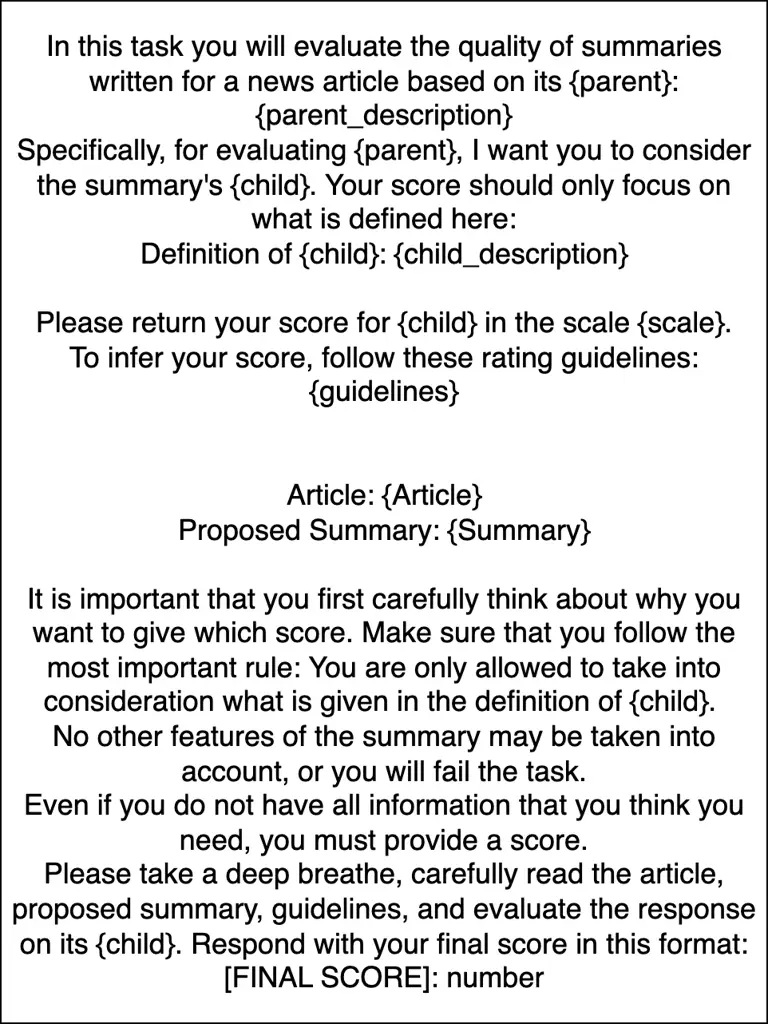 In this task you will evaluate the quality of summaries
written for a news article based on its {parent}:
{parent_description}
Specifically, for evaluating {parent}, I want you to consider
the summary's {child}. Your score should only focus on
what is defined here:
Definition of {child}: {child_description}
Please return your score for {child} in the scale {scale}.
To infer your score, follow these rating guidelines:
{guidelines}
Article: {Article}
Proposed Summary: {Summary}
It is important that you first carefully think about why you
want to give which score. Make sure that you follow the
most important rule: You are only allowed to take into
consideration what is given in the definition of {child}.
No other features of the summary may be taken into
account, or you will fail the task.
Even if you do not have all information that you think you
need, you must provide a score.
Please take a deep breathe, carefully read the article,
proposed summary, guidelines, and evaluate the response
on its {child}. Respond with your final score in this format:
[FINAL SCORE]: number